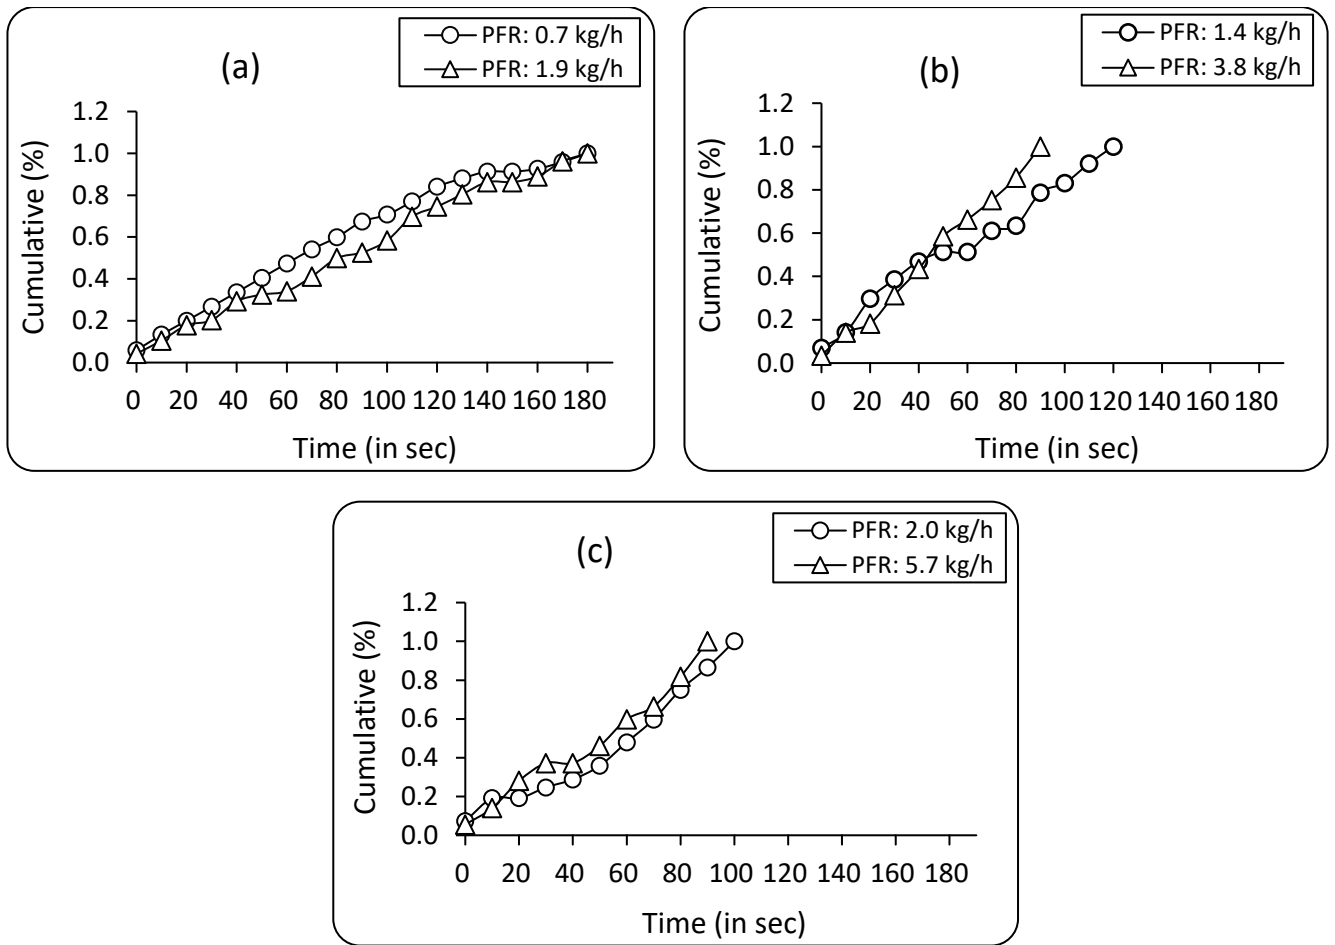 (a)
PFR: 0.7 kg/h
PFR: 1.9 kg/h
Cumulative (%)
1.2
1.0
0.8
0.6
0.4
0.2
0.0
0 20 40 60 80 100 120 140 160 180
Time (in sec)
(b)
PFR: 1.4 kg/h
PFR: 3.8 kg/h
Cumulative (%)
1.2
1.0
0.8
0.6
0.4
0.2
0.0
0 20 40 60 80 100 120 140 160 180
Time (in sec)
(c)
PFR: 2.0 kg/h
PFR: 5.7 kg/h
Cumulative (%)
1.2
1.0
0.8
0.6
0.4
0.2
0.0
0 20 40 60 80 100 120 140 160 180
Time (in sec)